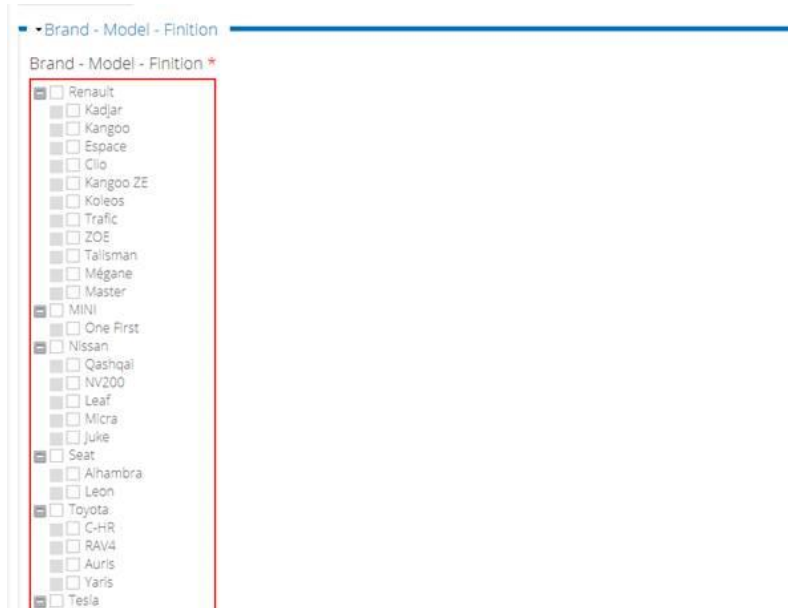 Brand - Model - Finition
Brand - Model - Finition *
Renault
Kadjar
Kangoo
Espace
Clio
Kangoo ZE
Koleos
Trafic
ZOE
Talisman
Mégane
Master
MINI
One First
Nissan
Qashqai
NV200
Leaf
Micra
Juke
Seat
Alhambra
Leon
Toyota
C-HR
RAV4
Auris
Yaris
Tesla